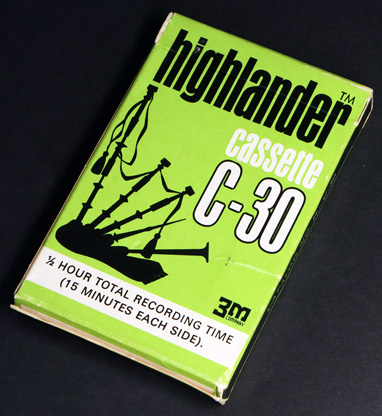 highlander™
cassette
C-30
½ HOUR TOTAL RECORDING TIME
(15 MINUTES EACH SIDE).
3m
COMPANY